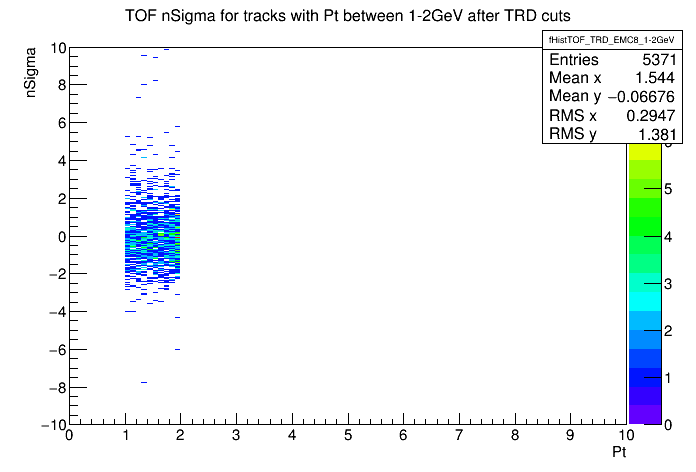 TOF nSigma for tracks with Pt between 1-2GeV after TRD cuts
fHistTOF_TRD_EMC8_1-2GeV
Entries 5371
Mean x 1.544
Mean y −0.06676
RMS x 0.2947
RMS y 1.381
nSigma
10
8
6
4
2
0
−2
−4
−6
−8
−10
0 1 2 3 4 5 6 7 8 9 10
Pt
5
4
3
2
1
0